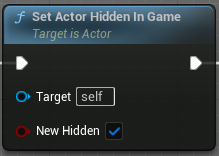 Set Actor Hidden In Game
Target is Actor
Target self
New Hidden